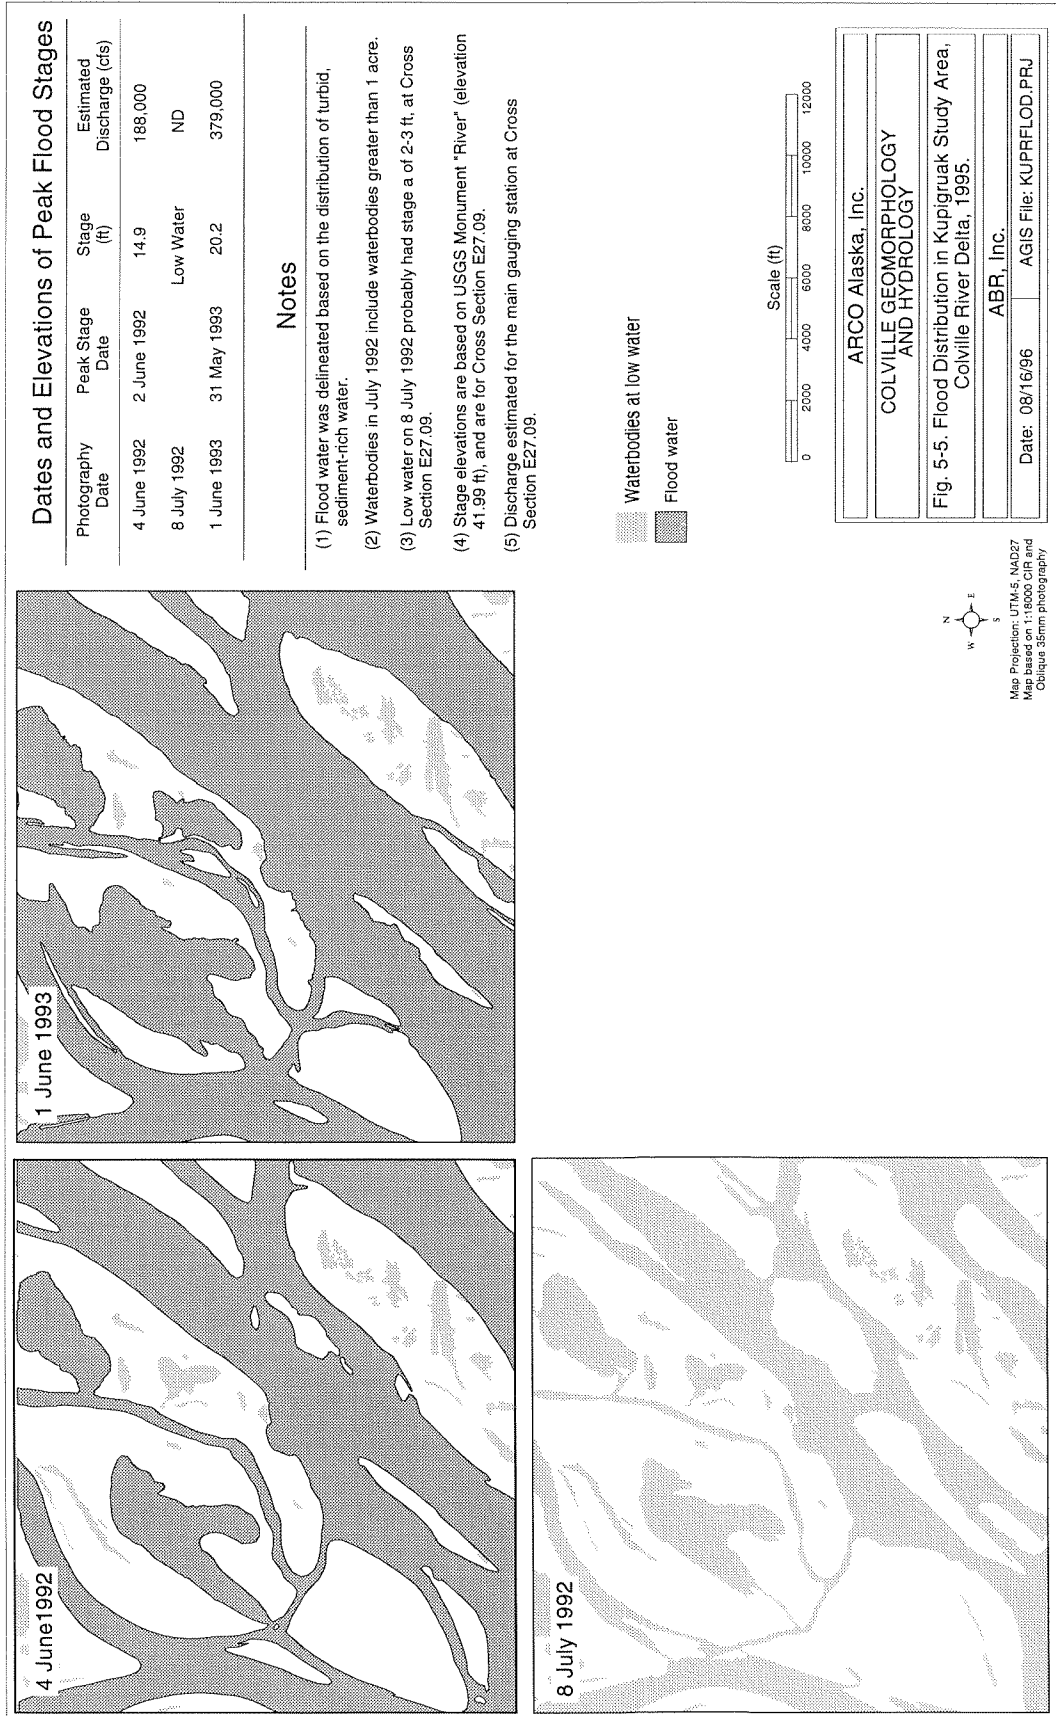 4 June1992
1 June 1993
8 July 1992
Dates and Elevations of Peak Flood Stages
Photography Date	Peak Stage Date	Stage (ft)	Estimated Discharge (cfs)
4 June 1992	2 June 1992	14.9	188,000
8 July 1992	Low Water	ND
1 June 1993	31 May 1993	20.2	379,000
Notes
(1) Flood water was delineated based on the distribution of turbid,
sediment-rich water.
(2) Waterbodies in July 1992 include waterbodies greater than 1 acre.
(3) Low water on 8 July 1992 probably had stage a of 2-3 ft, at Cross
Section E27.09.
(4) Stage elevations are based on USGS Monument "River" (elevation
41.99 ft), and are for Cross Section E27.09.
(5) Discharge estimated for the main gauging station at Cross
Section E27.09.
Waterbodies at low water
Flood water
Scale (ft)
0 2000 4000 6000 8000 10000 12000
N
W E
S
Map Projection: UTM-5, NAD27
Map based on 1:18000 CIR and
Oblique 35mm photography
ARCO Alaska, Inc.
COLVILLE GEOMORPHOLOGY
AND HYDROLOGY
Fig. 5-5. Flood Distribution in Kupigruak Study Area,
Colville River Delta, 1995.
ABR, Inc.
Date: 08/16/96	AGIS File: KUPRFLOD.PRJ